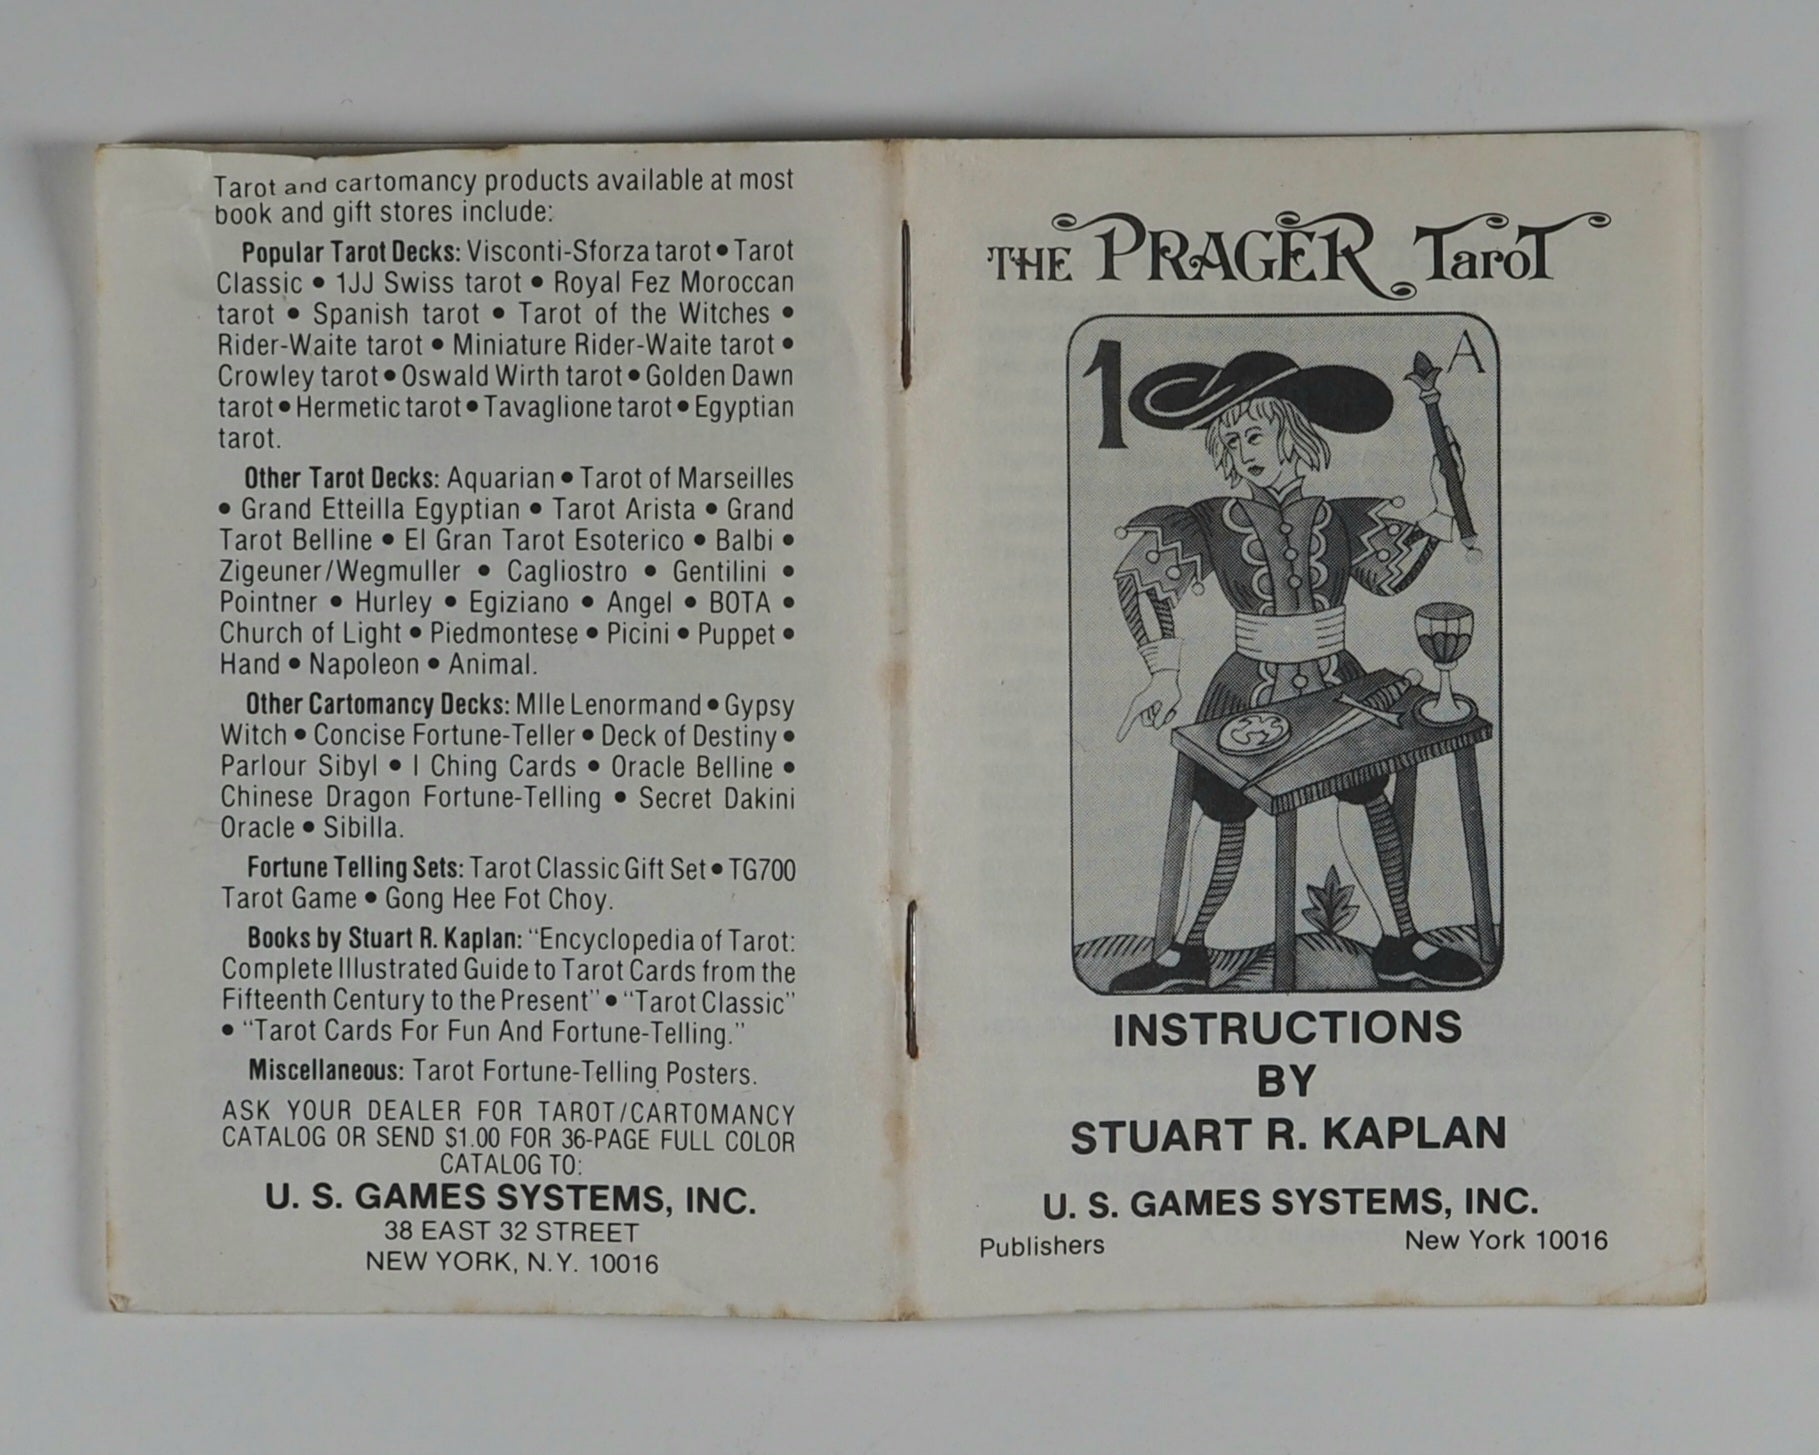 Tarot and cartomancy products available at most
book and gift stores include:
Popular Tarot Decks: Visconti-Sforza tarot • Tarot
Classic • 1JJ Swiss tarot • Royal Fez Moroccan
tarot • Spanish tarot • Tarot of the Witches •
Rider-Waite tarot • Miniature Rider-Waite tarot •
Crowley tarot • Oswald Wirth tarot • Golden Dawn
tarot • Hermetic tarot • Tavaglione tarot • Egyptian
tarot.
Other Tarot Decks: Aquarian • Tarot of Marseilles
• Grand Etteilla Egyptian • Tarot Arista • Grand
Tarot Belline • El Gran Tarot Esoterico • Balbi •
Zigeuner/Wegmuller • Cagliostro • Gentilini •
Pointner • Hurley • Egiziano • Angel • BOTA •
Church of Light • Piedmontese • Picini • Puppet •
Hand • Napoleon • Animal.
Other Cartomancy Decks: Mlle Lenormand • Gypsy
Witch • Concise Fortune-Teller • Deck of Destiny •
Parlour Sibyl • I Ching Cards • Oracle Belline •
Chinese Dragon Fortune-Telling • Secret Dakini
Oracle • Sibilla.
Fortune Telling Sets: Tarot Classic Gift Set • TG700
Tarot Game • Gong Hee Fot Choy.
Books by Stuart R. Kaplan: "Encyclopedia of Tarot:
Complete Illustrated Guide to Tarot Cards from the
Fifteenth Century to the Present" • "Tarot Classic"
• "Tarot Cards For Fun And Fortune-Telling."
Miscellaneous: Tarot Fortune-Telling Posters.
ASK YOUR DEALER FOR TAROT/CARTOMANCY
CATALOG OR SEND $1.00 FOR 36-PAGE FULL COLOR
CATALOG TO:
U. S. GAMES SYSTEMS, INC.
38 EAST 32 STREET
NEW YORK, N.Y. 10016
THE PRAGER TaroT
1 A
INSTRUCTIONS
BY
STUART R. KAPLAN
U. S. GAMES SYSTEMS, INC.
Publishers New York 10016